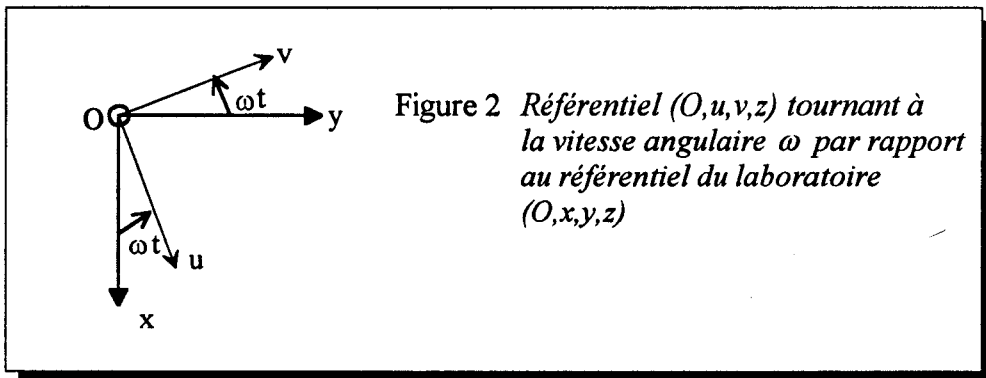 v
ωt
O
y
ωt
u
x
Figure 2 Référentiel (O,u,v,z) tournant à
la vitesse angulaire ω par rapport
au référentiel du laboratoire
(O,x,y,z)